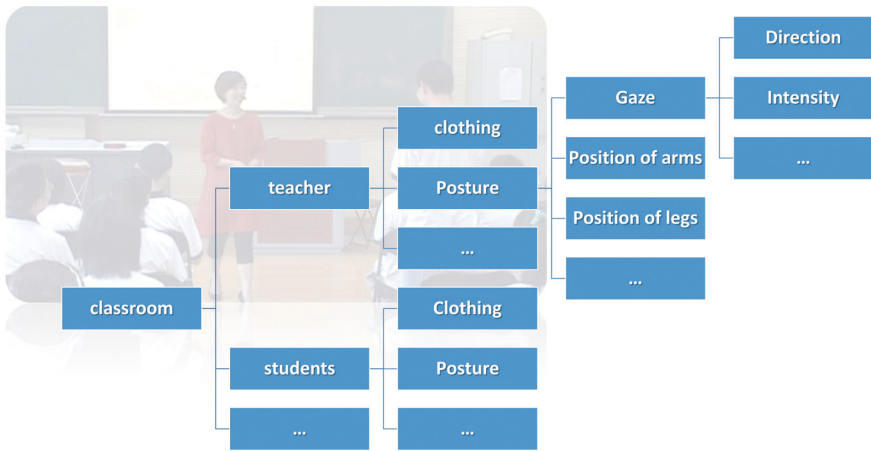 Direction
Gaze
Intensity
clothing
Position of arms
...
teacher
Posture
Position of legs
...
...
classroom
Clothing
students
Posture
...
...